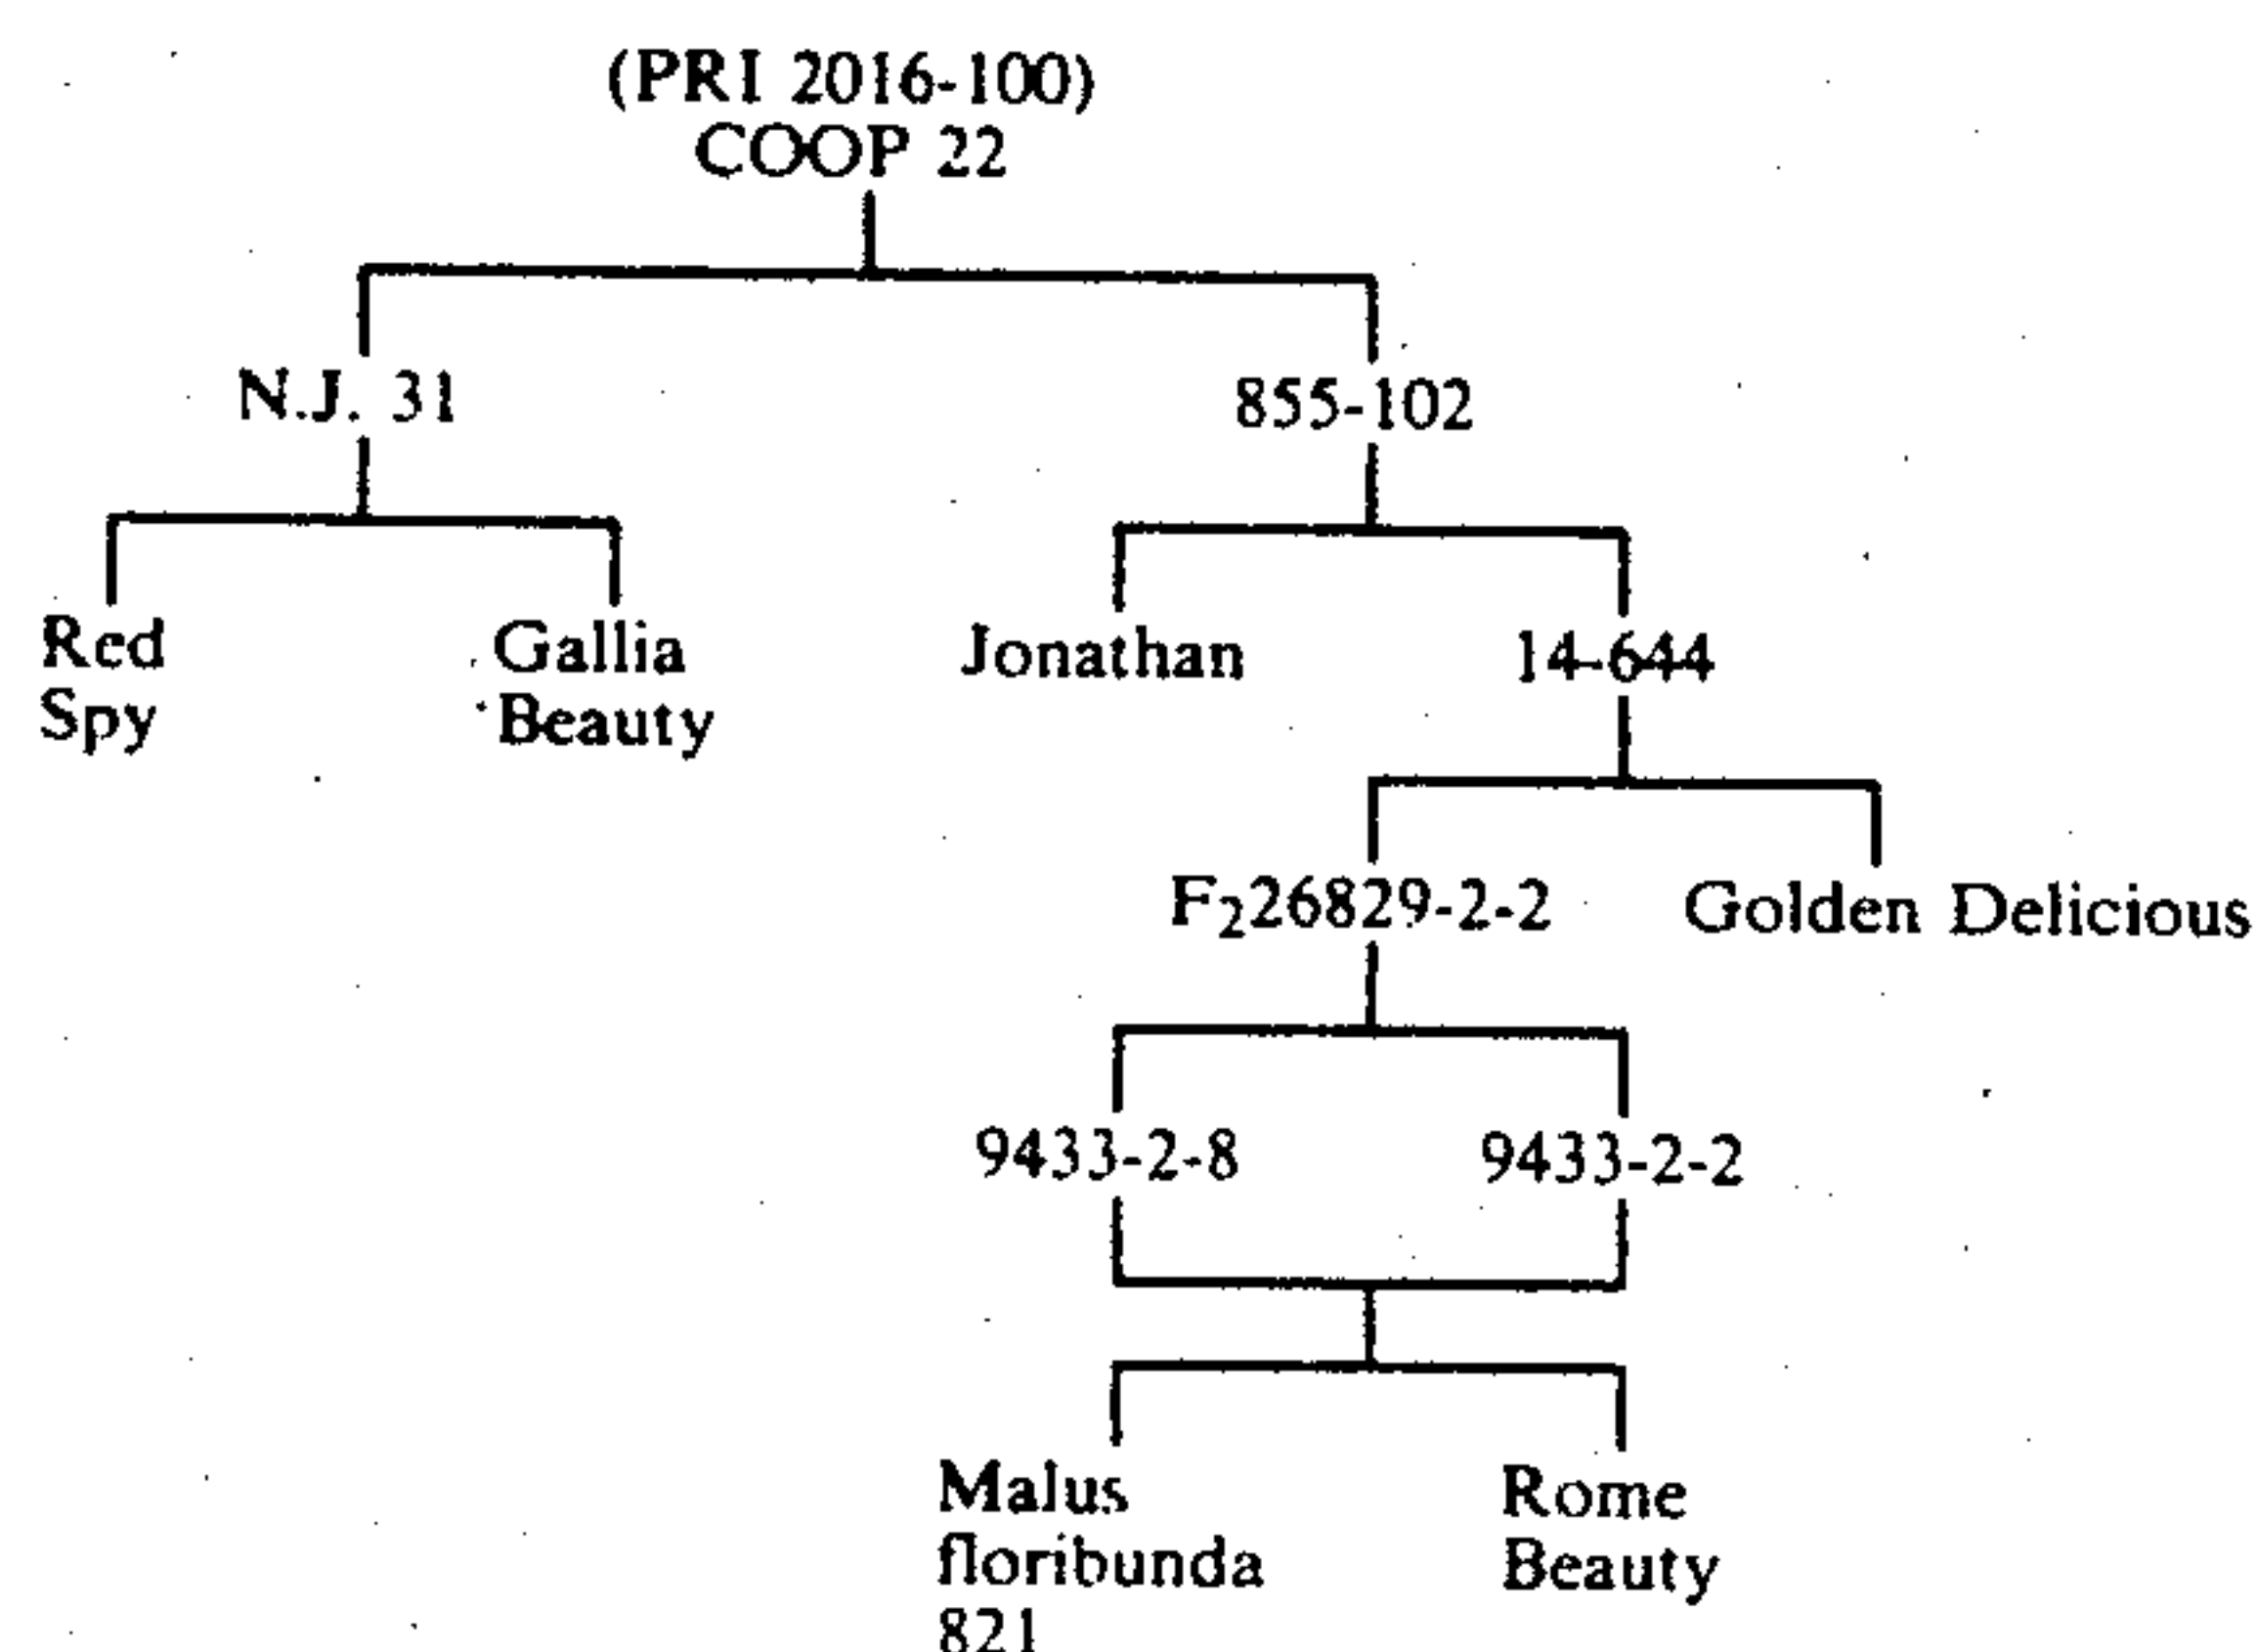 (PRI 2016-100)
COOP 22
N.J. 31
855-102
Red
Spy
Gallia
Beauty
Jonathan
14-644
F₂26829-2-2
Golden Delicious
9433-2-8
9433-2-2
Malus
floribunda
821
Rome
Beauty